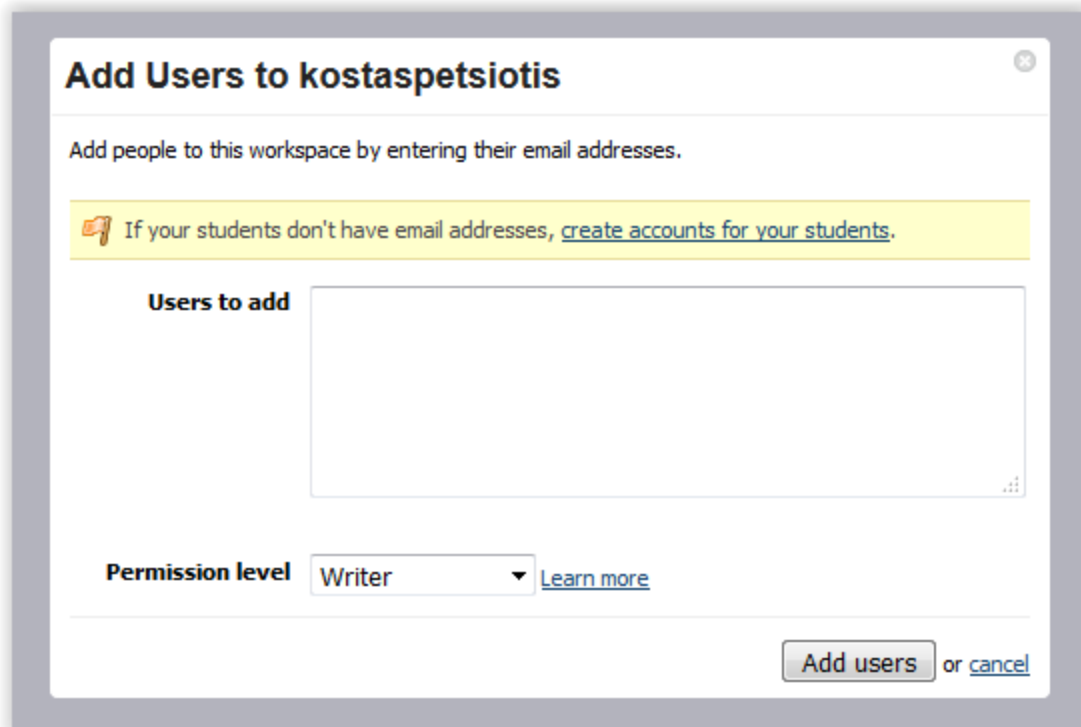 Add Users to kostaspetsiotis
Add people to this workspace by entering their email addresses.
If your students don't have email addresses, create accounts for your students.
Users to add
Permission level Writer Learn more
Add users or cancel